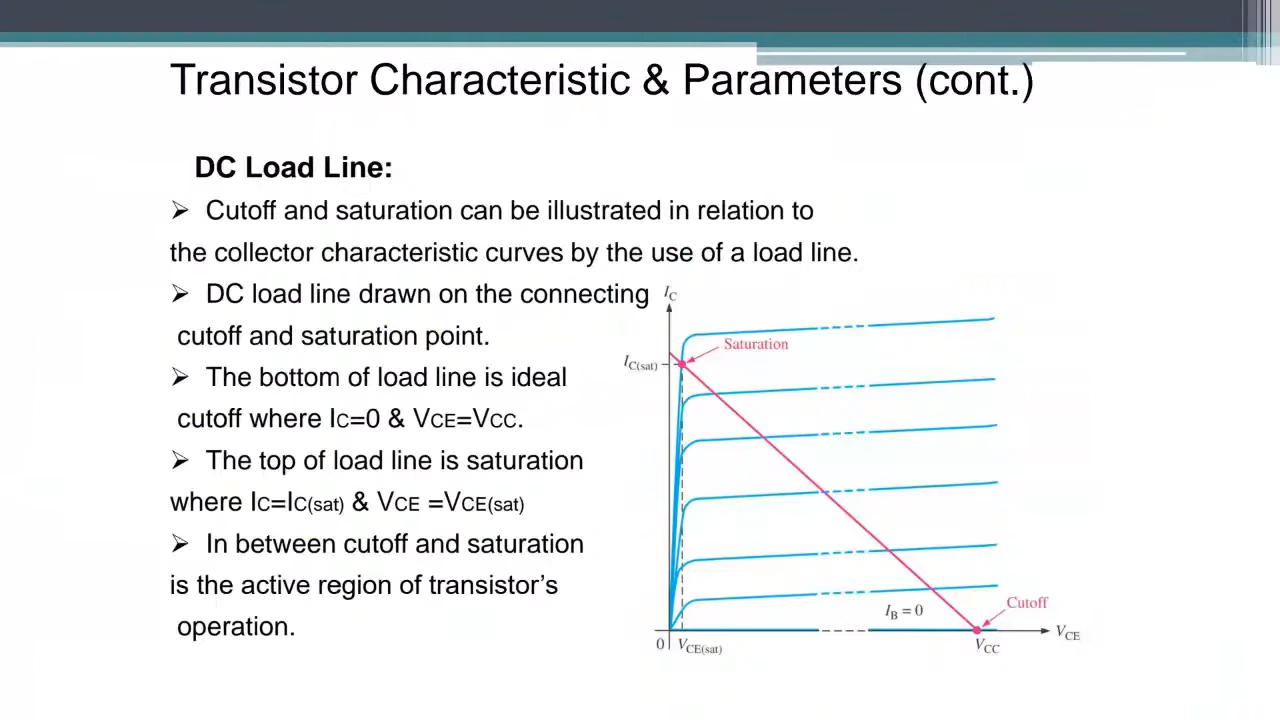 Transistor Characteristic & Parameters (cont.)
DC Load Line:
➢ Cutoff and saturation can be illustrated in relation to
the collector characteristic curves by the use of a load line.
➢ DC load line drawn on the connecting
cutoff and saturation point.
➢ The bottom of load line is ideal
cutoff where IC=0 & VCE=VCC.
➢ The top of load line is saturation
where IC=IC(sat) & VCE =VCE(sat)
➢ In between cutoff and saturation
is the active region of transistor’s
operation.
IC
Saturation
IC(sat)
IB = 0
Cutoff
VCE
0
VCE(sat)
VCC